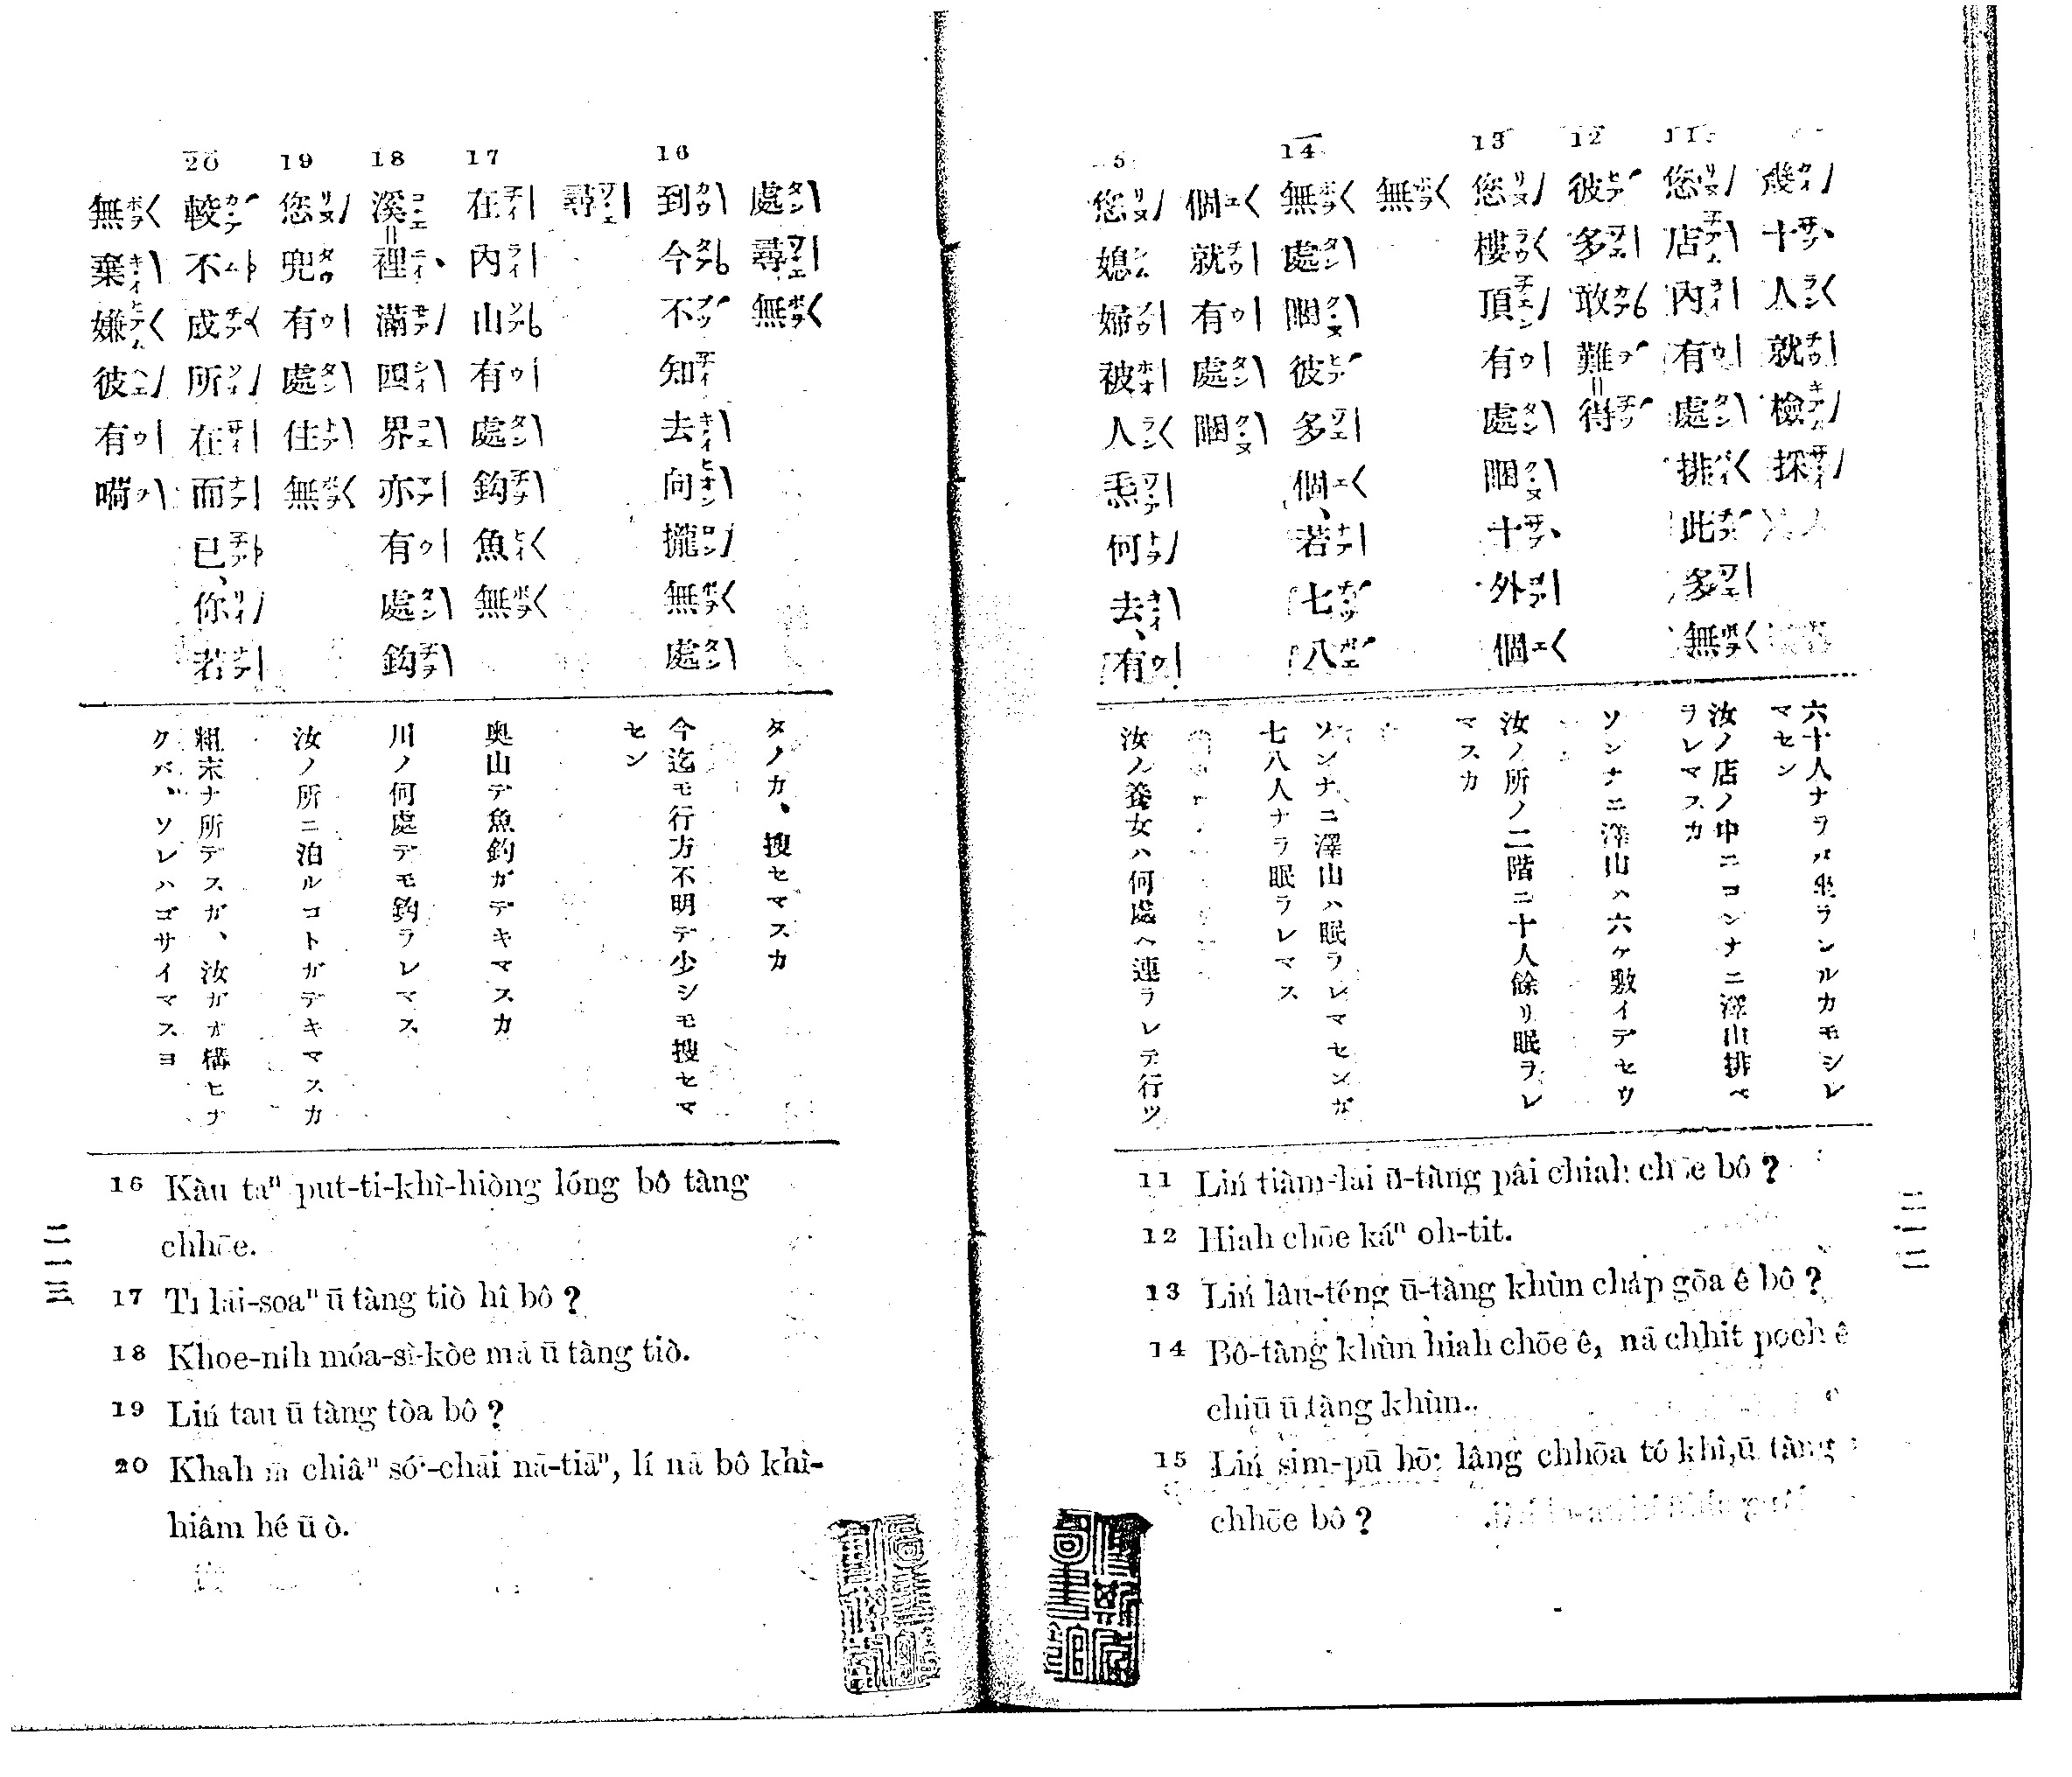 幾十人就檢採
11 您店內有處排此多無
12 彼多敢難得
13 您樓頂有處睏十外個
無
14 無處睏彼多個、若七八
個就有處睏
您媳婦被人𤆬何去、有
六十人ナラバ坐ランルカモシレ
マセン
汝ノ店ノ中ニコンナニ澤山排ベ
ヲレマスカ
ソンナニ澤山ハ六ケ敷イデセウ
汝ノ所ノ二階ニ十人餘リ眠ヲレ
マスカ
ソンナニ澤山ハ眠ラレマセンガ
七八人ナラ眠ラレマス
汝ノ養女ハ何處ヘ連ラレテ行ツ
11 Lín tiàm-lai ū-tàng pâi chiah chōe bô?
12 Hiah chōe káⁿ oh-tit.
13 Lín lâu-téng ū-tàng khùn cha̍p gōa ê bô?
14 Bô-tàng khùn hiah chōe ê, nā chhit poeh ê
chiū ū tàng khùn.
15 Lín sim-pū hō͘ lâng chhōa tó khì, ū tàng
chhōe bô?
二一二
處尋無
16 到今不知去向攏無處
尋
17 在內山有處釣魚無
18 溪裡滿四界亦有處釣
19 您兜有處住無
20 較不成所在而已、你若
無棄嫌彼有嗬
タノカ、搜セマスカ
今迄モ行方不明デ少シモ搜セマ
セン
奥山デ魚釣ガデキマスカ
川ノ何處デモ釣ラレマス
汝ノ所ニ泊ルコトガデキマスカ
粗末ナ所デスガ、汝ガオ構ヒナ
クバ、ソレハゴサイマスヨ
16 Kàu taⁿ put-ti-khì-hiòng lóng bô tàng
chhōe.
17 Tī lāi-soaⁿ ū tàng tiò hî bô?
18 Khoe-nih móa-sì-kòe mā ū tàng tiò.
19 Lín tau ū tàng tòa bô?
20 Khah m̄ chiâⁿ só͘-chāi nā-tiāⁿ, lí nā bô khì-
hiâm hé ū ò.
二一三